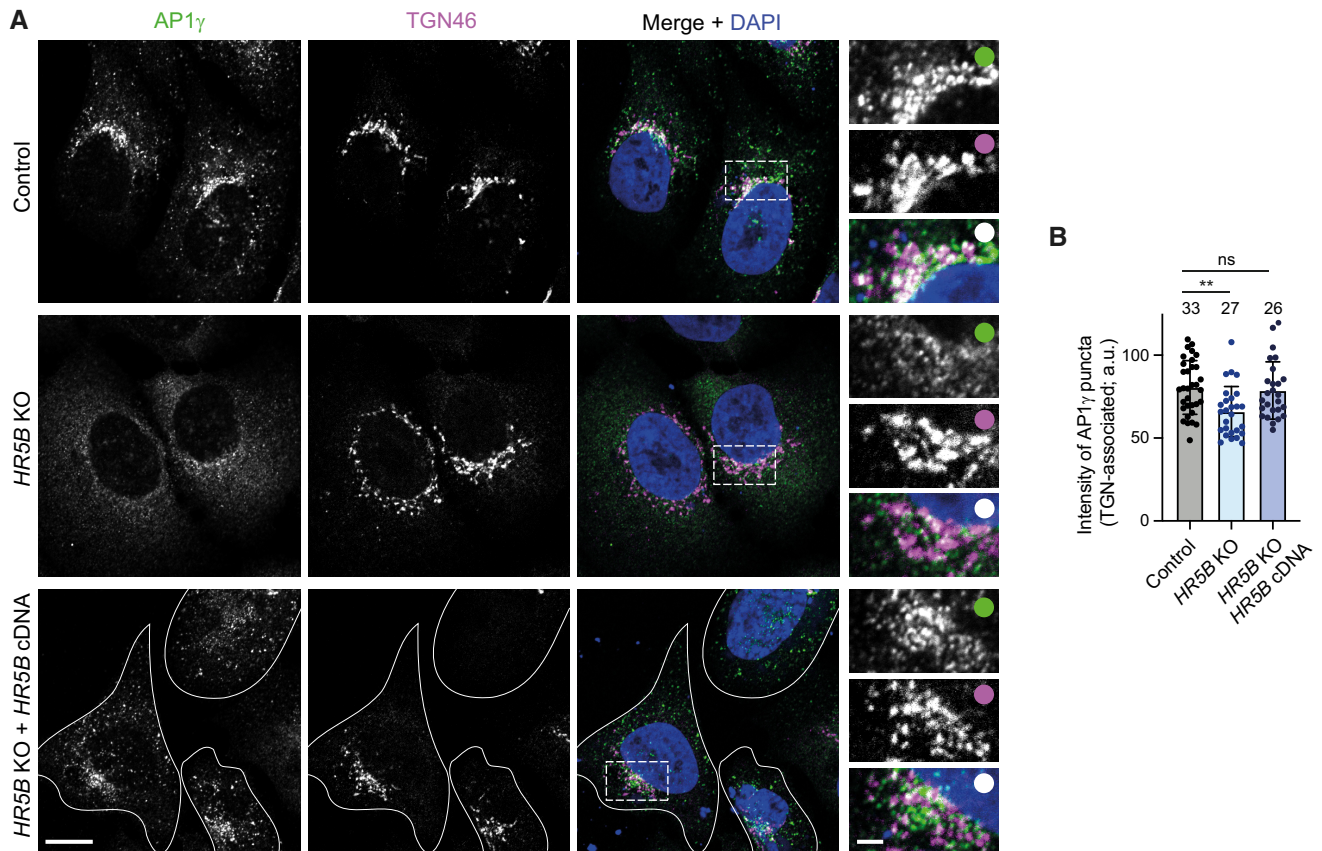 A
AP1γ
TGN46
Merge + DAPI
Control
HR5B KO
HR5B KO + HR5B cDNA
B
ns
**
33 27 26
Intensity of AP1γ puncta
(TGN-associated; a.u.)
100
50
0
Control
HR5B KO
HR5B KO
HR5B cDNA